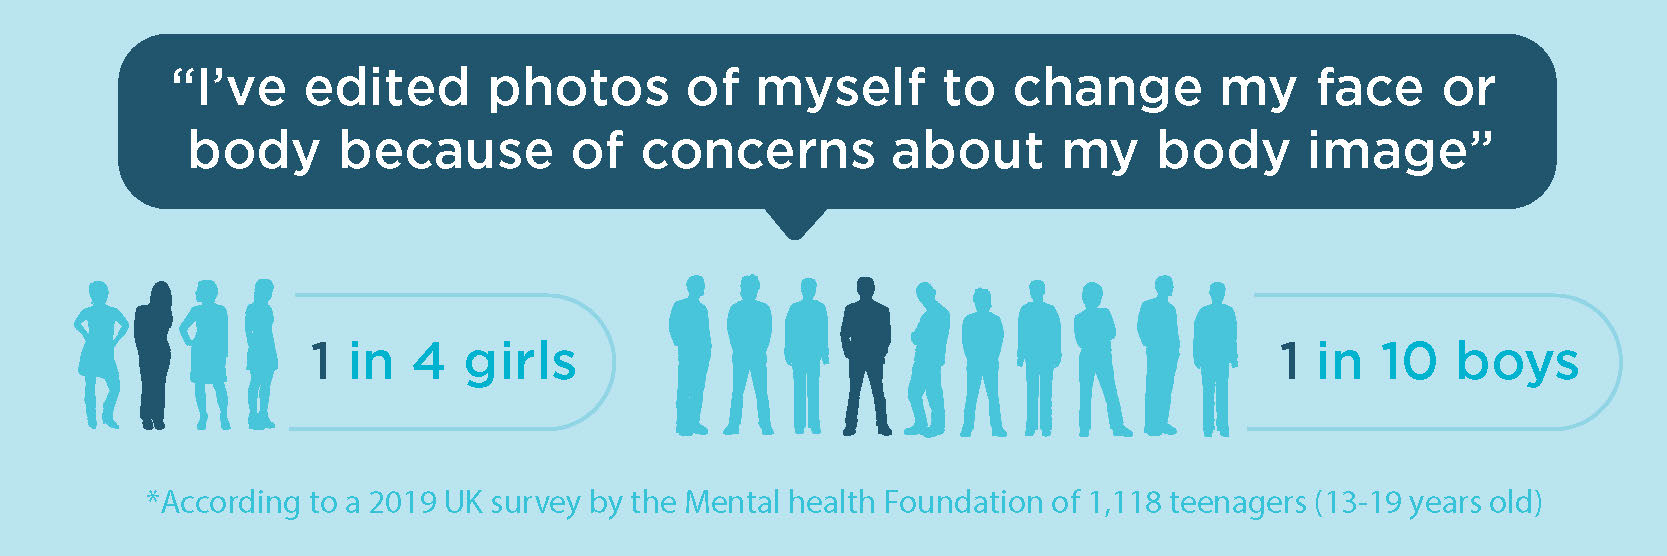 “I’ve edited photos of myself to change my face or
body because of concerns about my body image”
1 in 4 girls
1 in 10 boys
*According to a 2019 UK survey by the Mental health Foundation of 1,118 teenagers (13-19 years old)